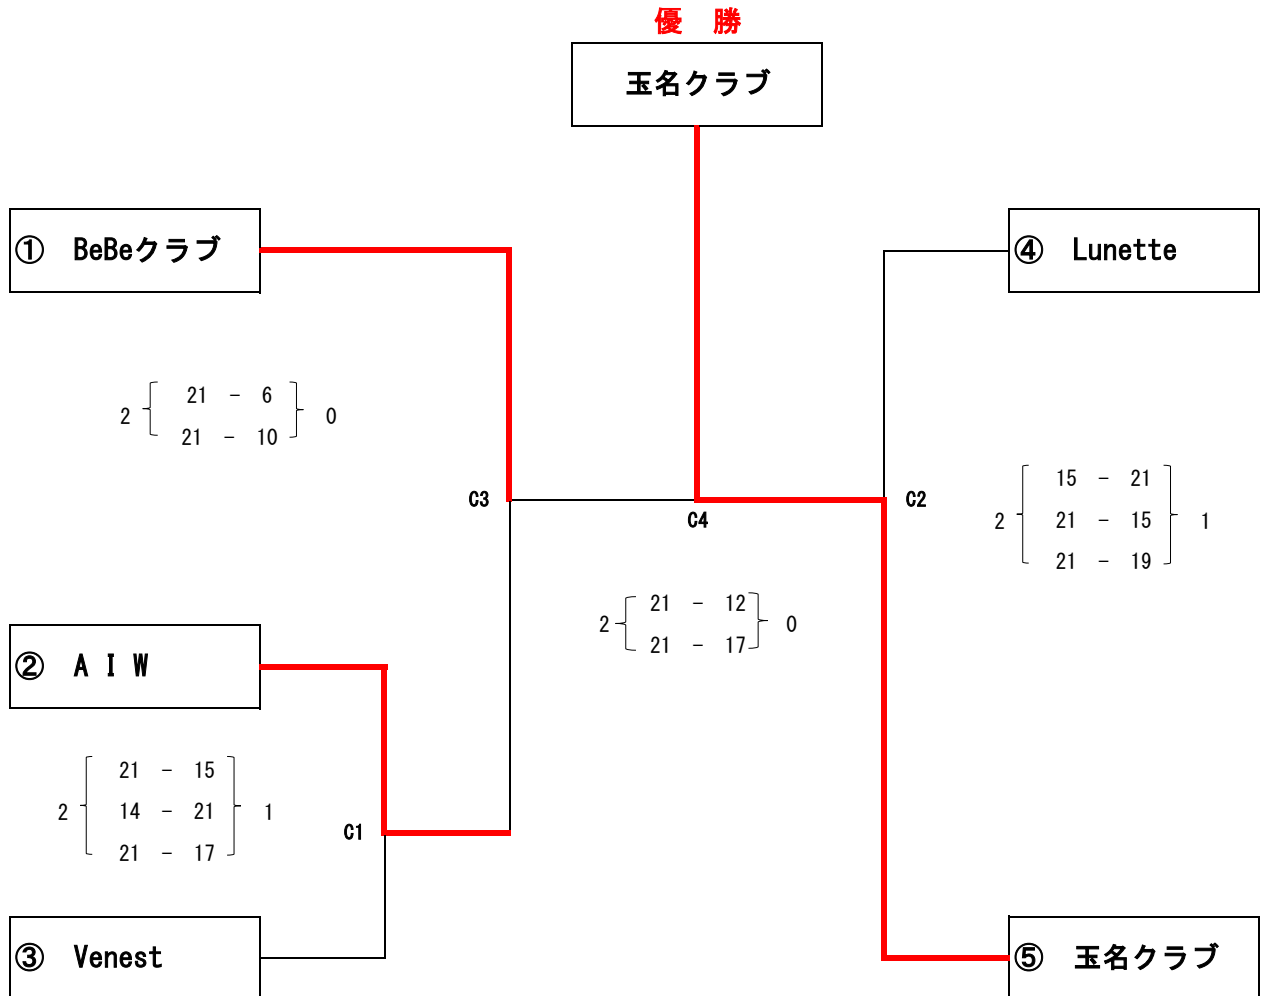 優　勝
玉名クラブ
① BeBeクラブ
④ Lunette
21 - 6
2 0
21 - 10
15 - 21
C3 C2
C4
2 21 - 15 1
21 - 19
21 - 12
2 0
21 - 17
② A I W
21 - 15
2 14 - 21 1
C1
21 - 17
③ Venest
⑤ 玉名クラブ